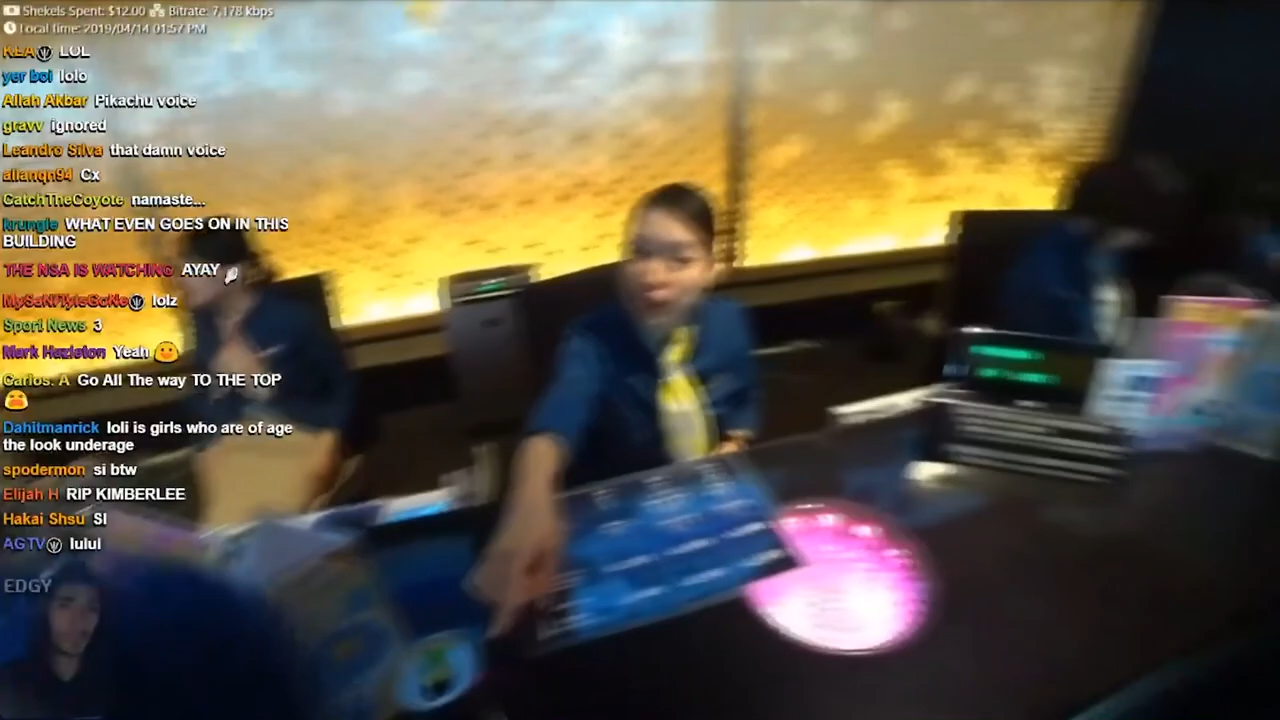 Shekels Spent: $12.00 Bitrate: 7,178 kbps
Local time: 2019/04/14 01:57 PM
KEA LOL
yer boi lolo
Allah Akbar Pikachu voice
gravv ignored
Leandro Silva that damn voice
allanqn94 Cx
CatchTheCoyote namaste...
krungle WHAT EVEN GOES ON IN THIS
BUILDING
THE NSA IS WATCHING AYAY
lolz
Sporl News 3
Mark Hazleton Yeah
Carlos. A Go All The way TO THE TOP
Dahitmanrick loli is girls who are of age
the look underage
spodermon si btw
Elijah H RIP KIMBERLEE
Hakai Shsu SI
AGTV lulul
EDGY